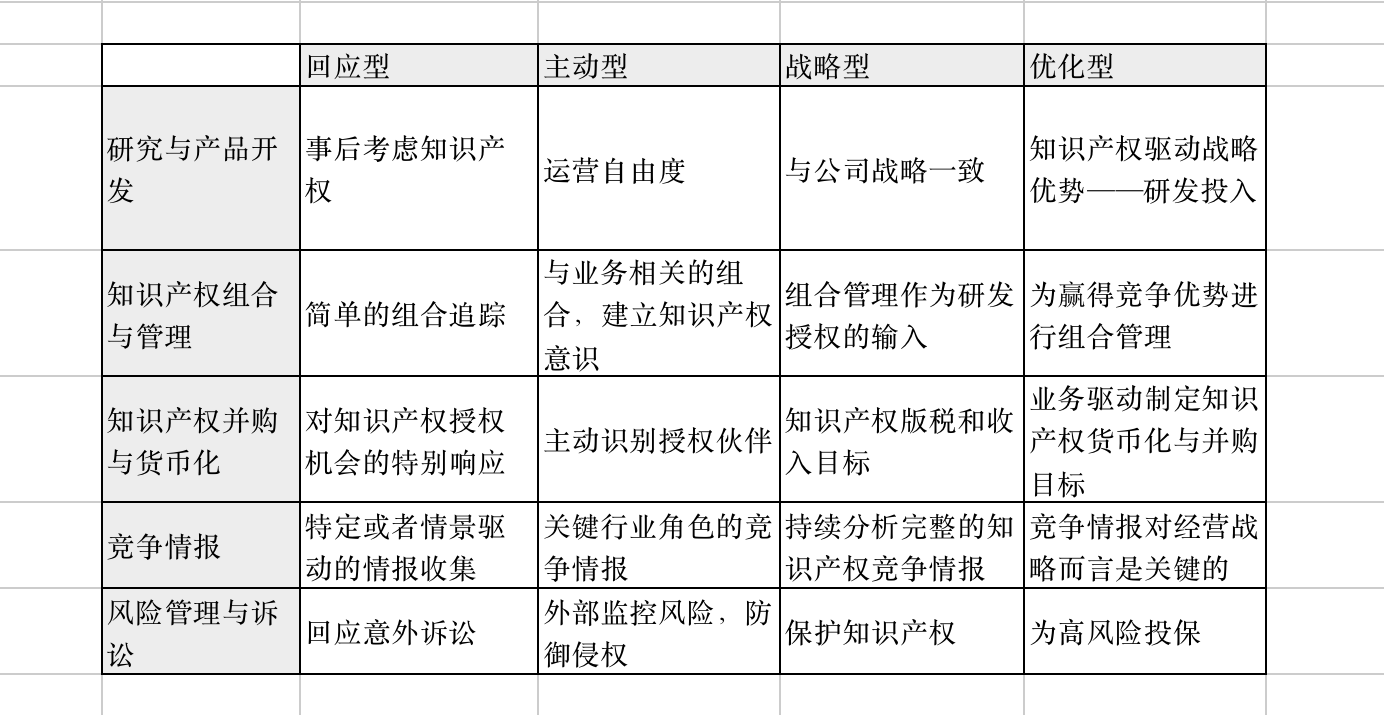 回应型
主动型
战略型
优化型
研究与产品开
发
事后考虑知识产
权
运营自由度
与公司战略一致
知识产权驱动战略
优势——研发投入
知识产权组合
与管理
简单的组合追踪
与业务相关的组
合，建立知识产权
意识
组合管理作为研发
授权的输入
为赢得竞争优势进
行组合管理
知识产权并购
与货币化
对知识产权授权
机会的特别响应
主动识别授权伙伴
知识产权版税和收
入目标
业务驱动制定知识
产权货币化与并购
目标
竞争情报
特定或者情景驱
动的情报收集
关键行业角色的竞
争情报
持续分析完整的知
识产权竞争情报
竞争情报对经营战
略而言是关键的
风险管理与诉
讼
回应意外诉讼
外部监控风险，防
御侵权
保护知识产权
为高风险投保